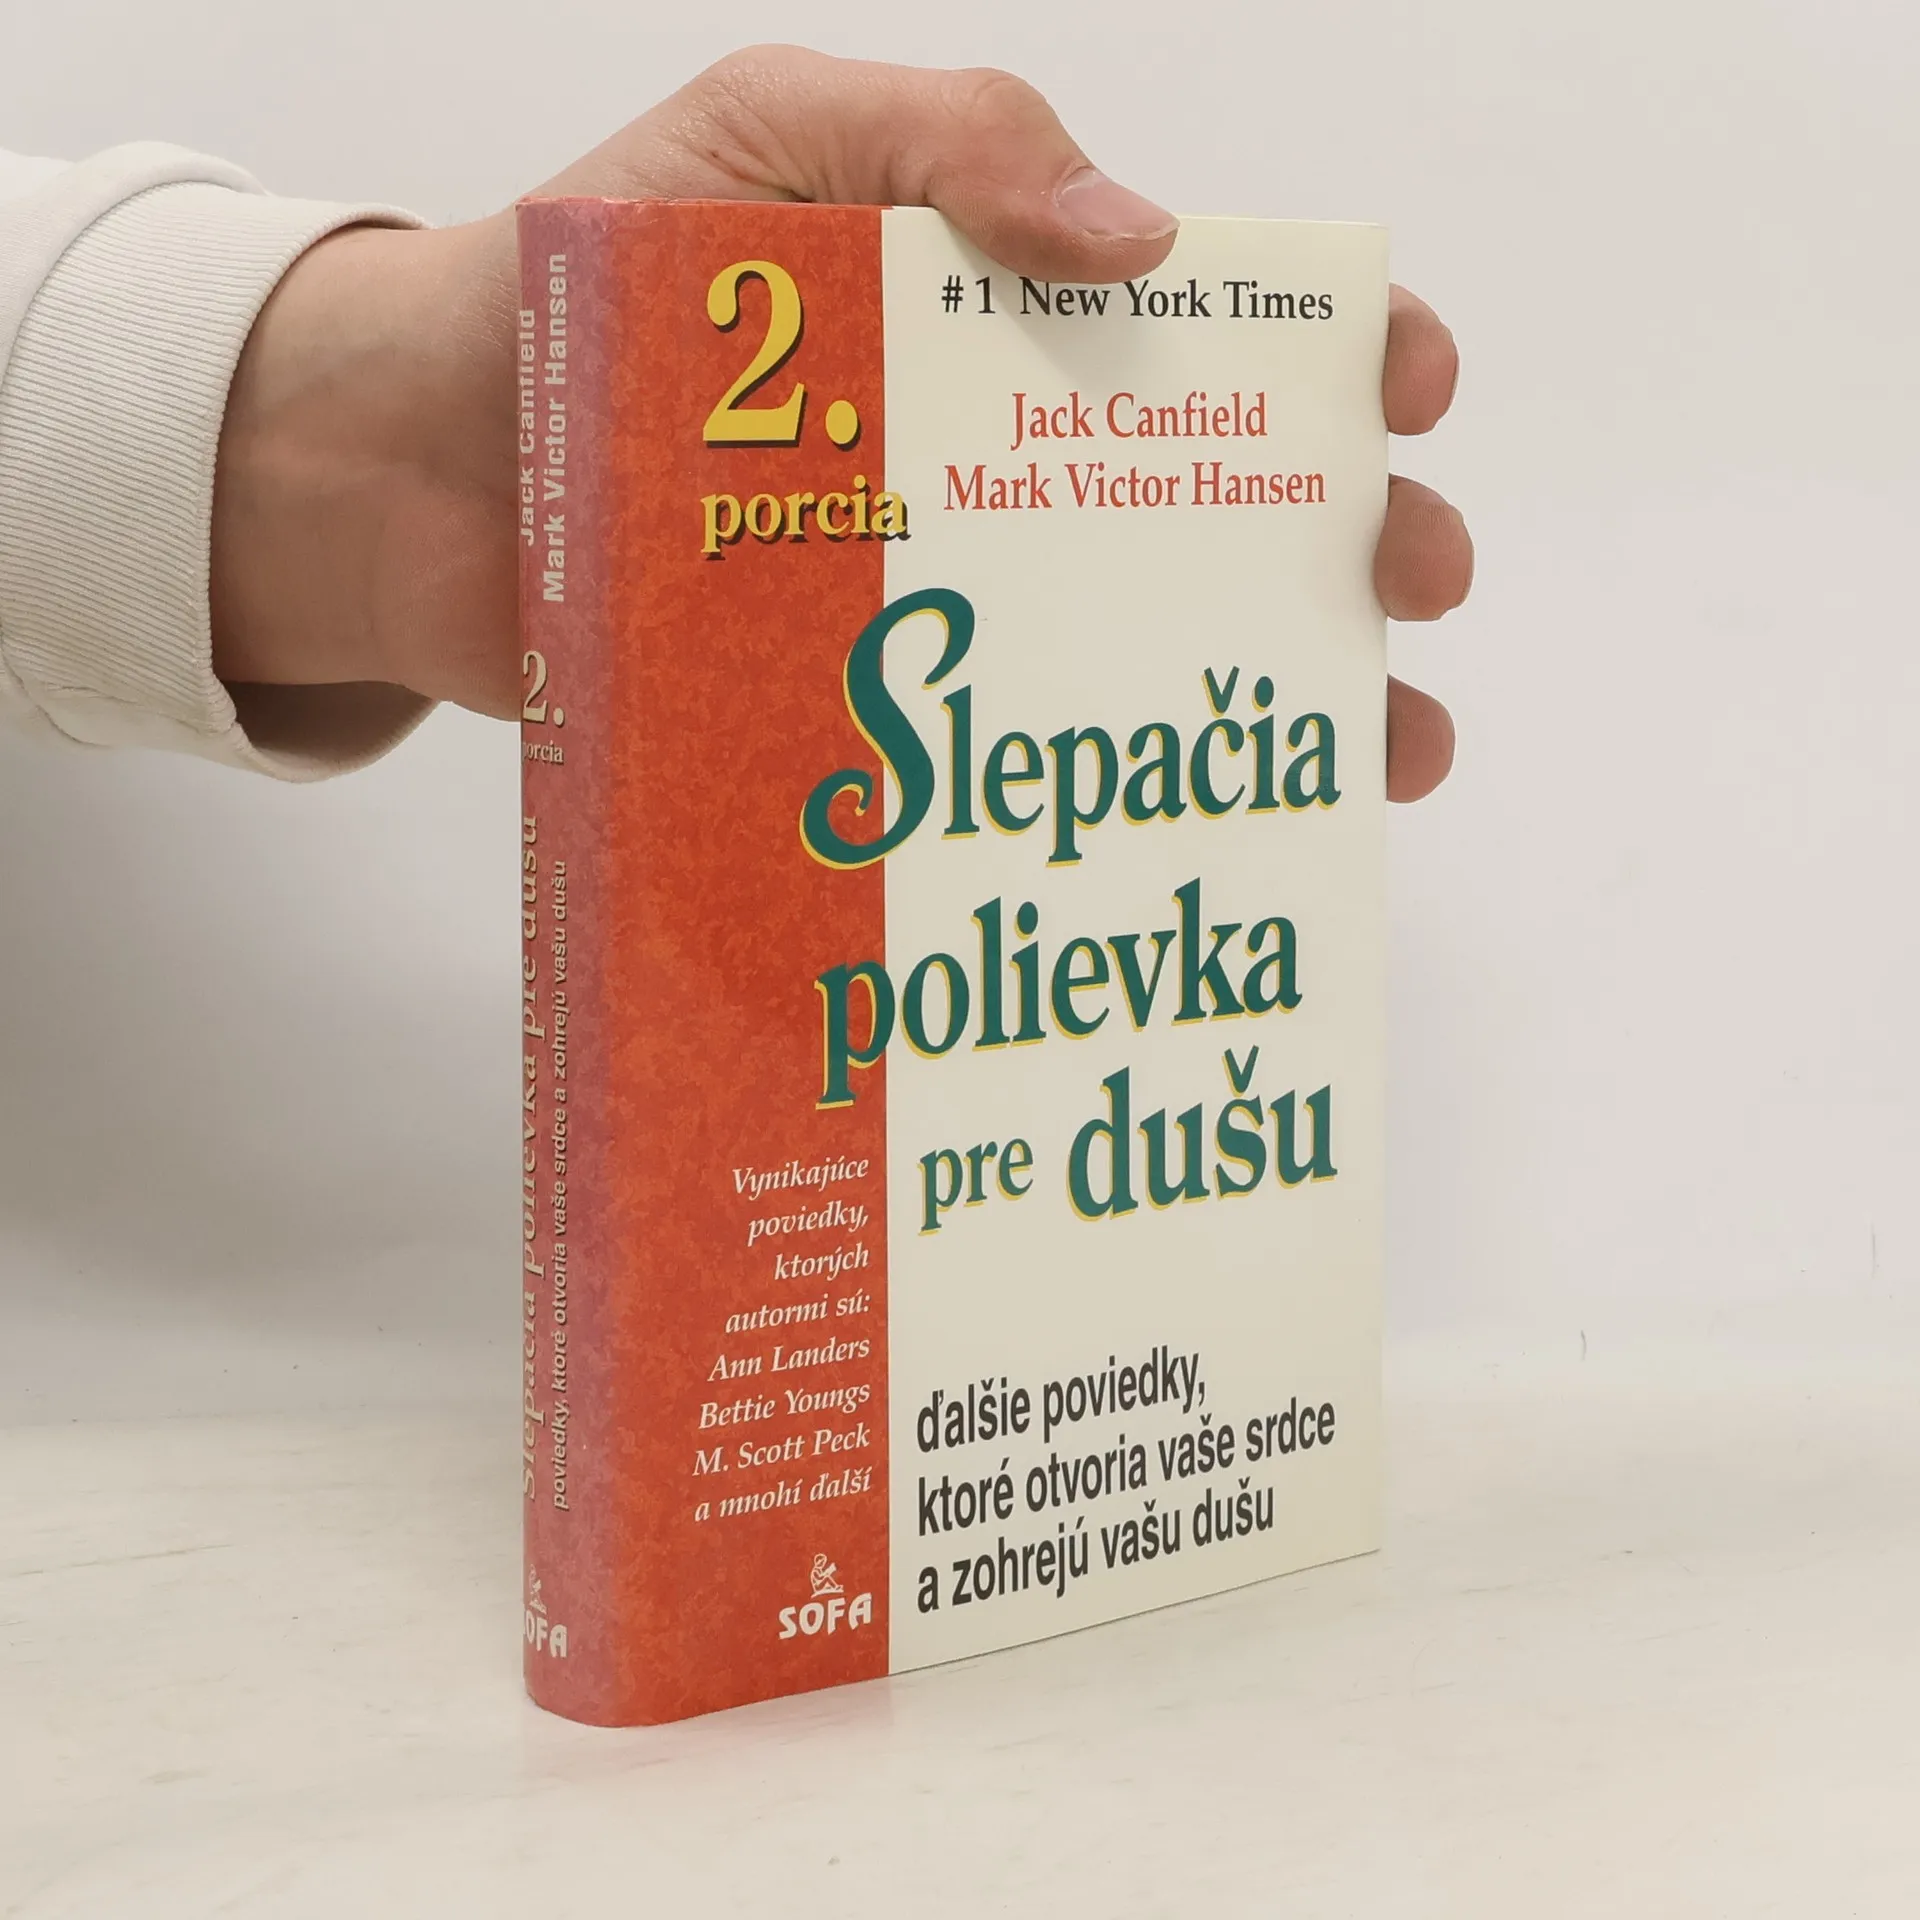 Jack Canfield
Mark Victor Hansen
2.
porcia
Slepačia polievka pre dušu
poviedky, ktoré otvoria vaše srdce a zohrejú vašu dušu
SOFA
2.
porcia
# 1 New York Times
Jack Canfield
Mark Victor Hansen
Slepačia
polievka
pre dušu
Vynikajúce
poviedky,
ktorých
autormi sú:
Ann Landers
Bettie Youngs
M. Scott Peck
a mnohí ďalší
SOFA
ďalšie poviedky,
ktoré otvoria vaše srdce
a zohrejú vašu dušu